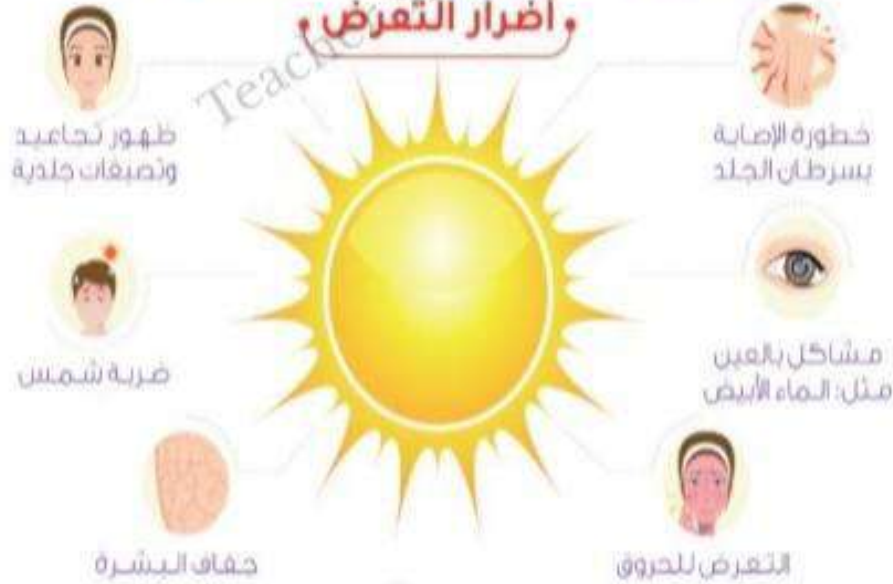 أضرار التعرض
Teache
خطورة الإصابة
بسرطان الجلد
ظهور تجاعيد
وتصبغات جلدية
مشاكل بالعين
مثل: الماء الأبيض
ضربة شمس
التعرض للحروق
جفاف البشرة